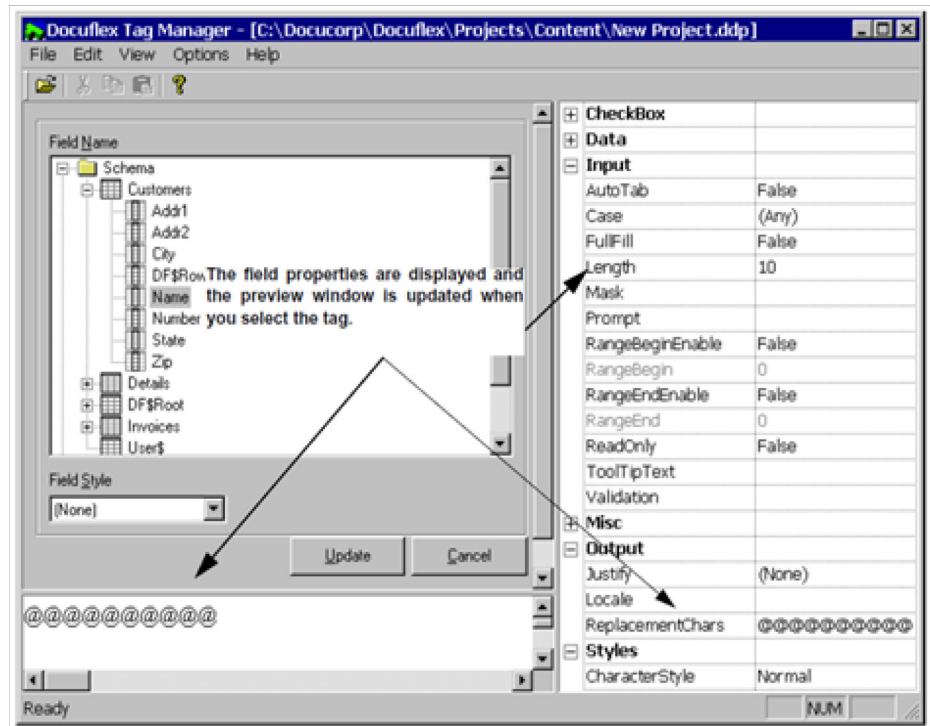 Docuflex Tag Manager - [C:\Docucorp\Docuflex\Projects\Content\New Project.ddp]
File Edit View Options Help
Field Name
Schema
Customers
Addr1
Addr2
City
DF$Row
Name
Number
State
Zip
Details
DF$Root
Invoices
User$
The field properties are displayed and
the preview window is updated when
you select the tag.
Field Style
(None)
Update Cancel
@@@@@@@@@@
CheckBox
Data
Input
AutoTab False
Case (Any)
FullFill False
Length 10
Mask
Prompt
RangeBeginEnable False
RangeBegin 0
RangeEndEnable False
RangeEnd 0
ReadOnly False
ToolTipText
Validation
Misc
Output
Justify (None)
Locale
ReplacementChars @@@@@@@@@@
Styles
CharacterStyle Normal
Ready NUM